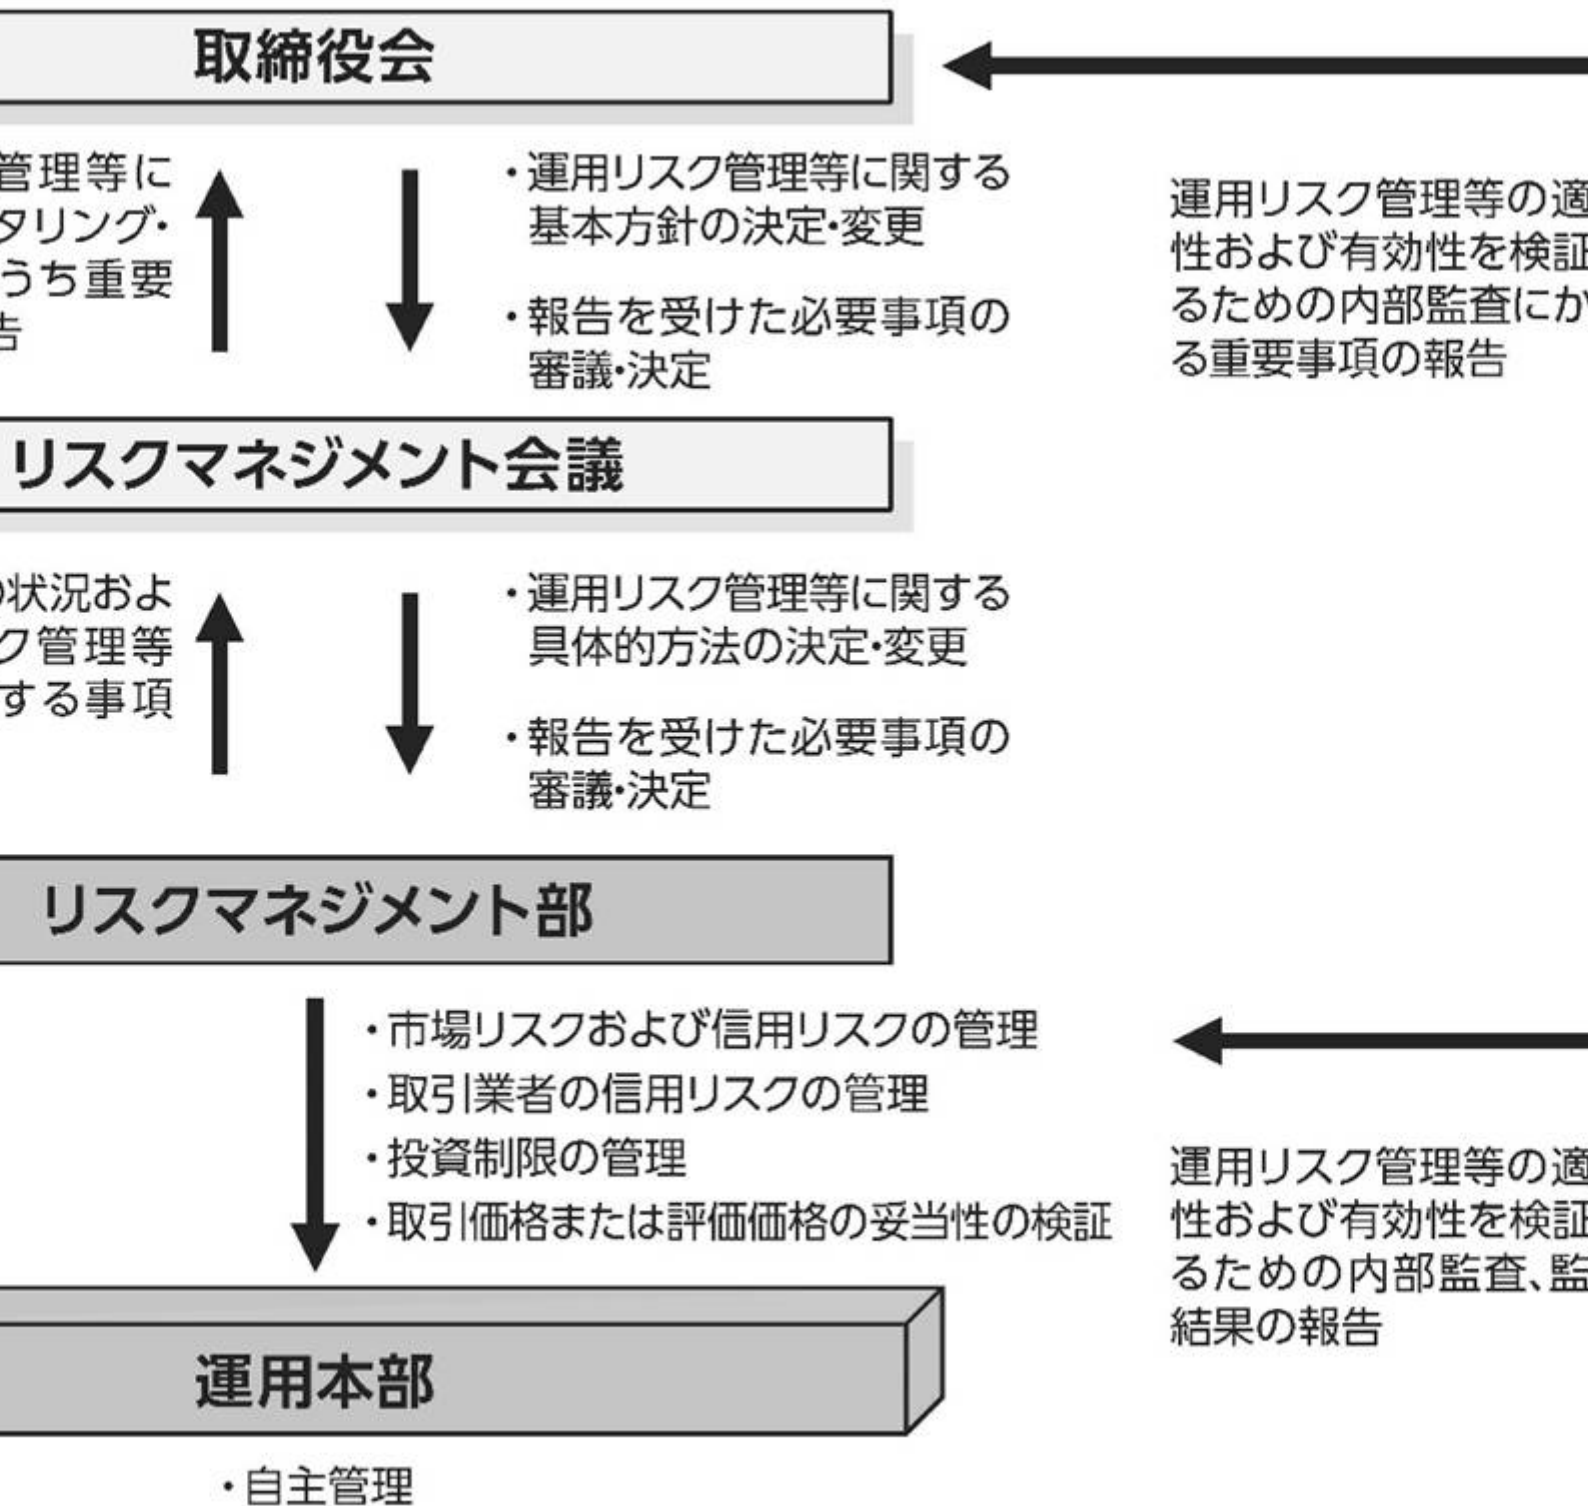 取締役会
管理等に
タリング・
うち重要
告
・運用リスク管理等に関する
基本方針の決定・変更
・報告を受けた必要事項の
審議・決定
運用リスク管理等の適
性および有効性を検証
るための内部監査にか
る重要事項の報告
リスクマネジメント会議
の状況およ
ク管理等
する事項
・運用リスク管理等に関する
具体的方法の決定・変更
・報告を受けた必要事項の
審議・決定
リスクマネジメント部
・市場リスクおよび信用リスクの管理
・取引業者の信用リスクの管理
・投資制限の管理
・取引価格または評価価格の妥当性の検証
運用リスク管理等の適
性および有効性を検証
るための内部監査、監
結果の報告
運用本部
・自主管理